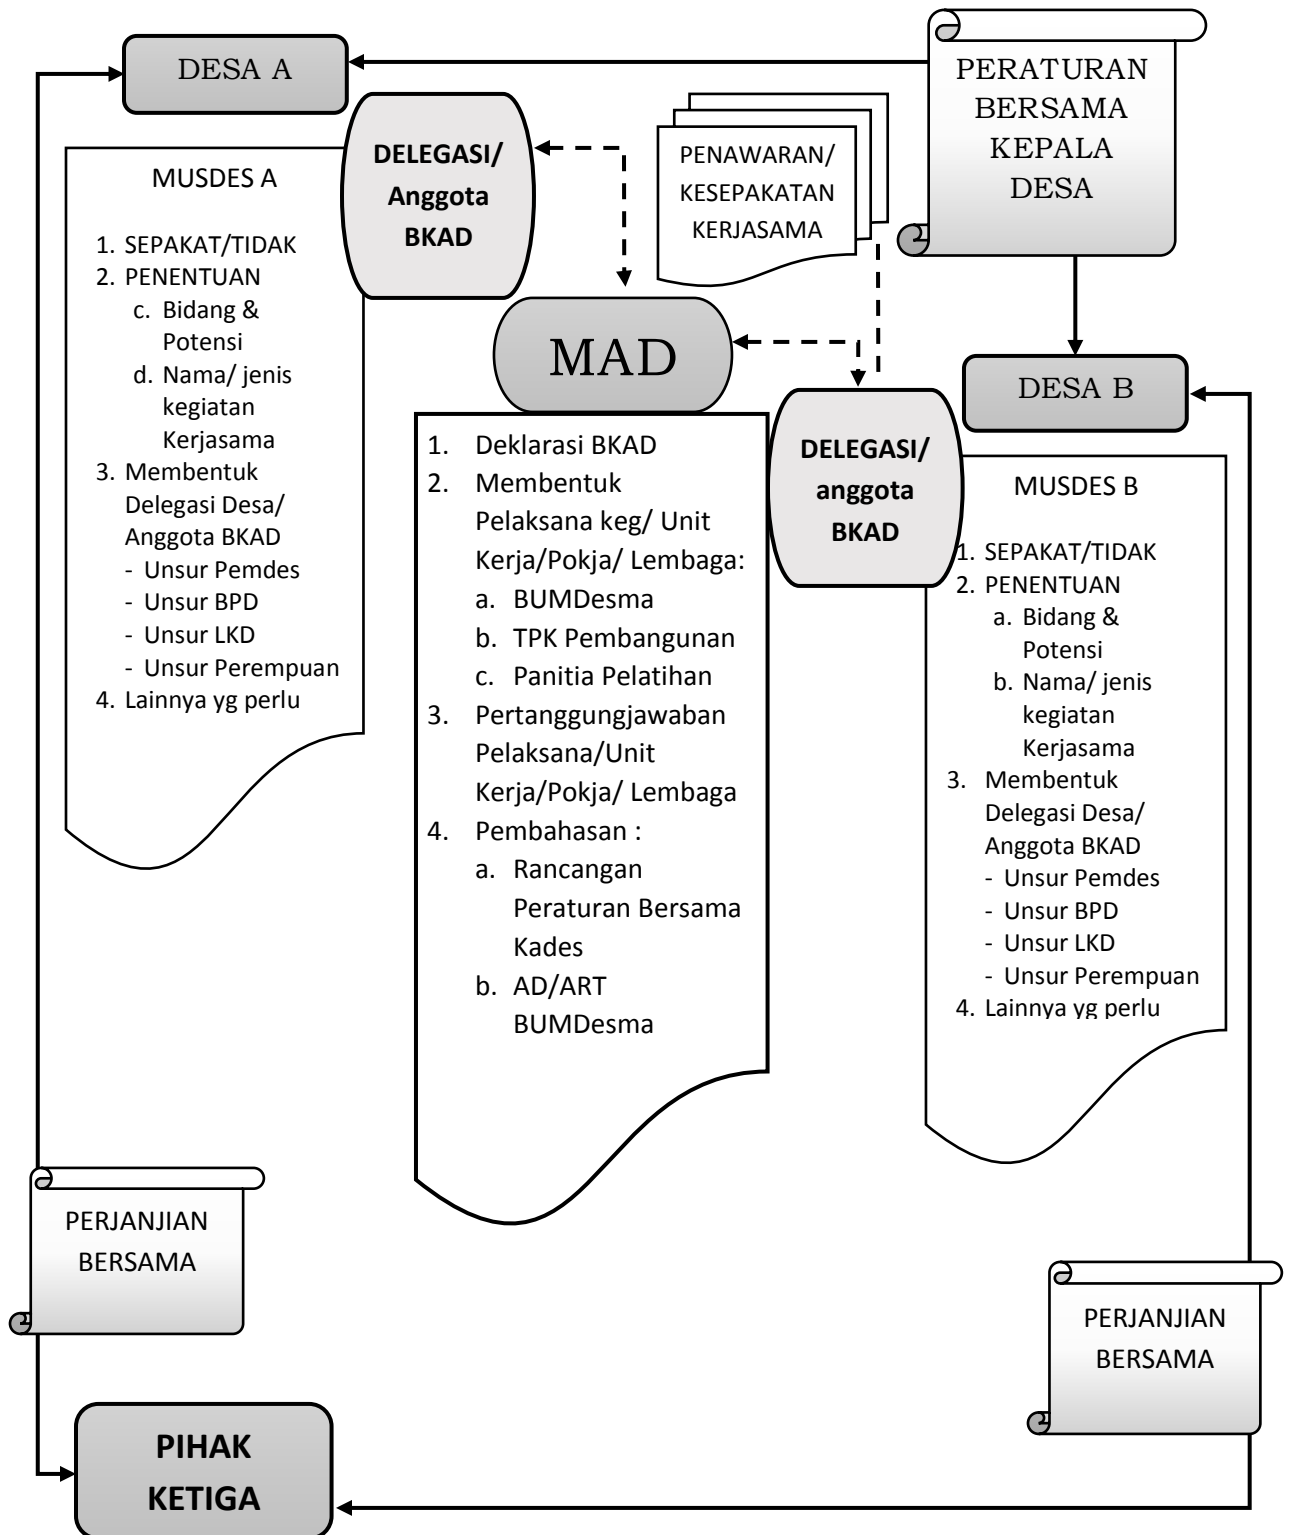 DESA A
PERATURAN
BERSAMA
KEPALA
DESA
DELEGASI/
Anggota
BKAD
PENAWARAN/
KESEPAKATAN
KERJASAMA
MUSDES A
1. SEPAKAT/TIDAK
2. PENENTUAN
c. Bidang &
Potensi
d. Nama/ jenis
kegiatan
Kerjasama
3. Membentuk
Delegasi Desa/
Anggota BKAD
- Unsur Pemdes
- Unsur BPD
- Unsur LKD
- Unsur Perempuan
4. Lainnya yg perlu
MAD
1. Deklarasi BKAD
2. Membentuk
Pelaksana keg/ Unit
Kerja/Pokja/ Lembaga:
a. BUMDesma
b. TPK Pembangunan
c. Panitia Pelatihan
3. Pertanggungjawaban
Pelaksana/Unit
Kerja/Pokja/ Lembaga
4. Pembahasan :
a. Rancangan
Peraturan Bersama
Kades
b. AD/ART
BUMDesma
DELEGASI/
anggota
BKAD
DESA B
MUSDES B
1. SEPAKAT/TIDAK
2. PENENTUAN
a. Bidang &
Potensi
b. Nama/ jenis
kegiatan
Kerjasama
3. Membentuk
Delegasi Desa/
Anggota BKAD
- Unsur Pemdes
- Unsur BPD
- Unsur LKD
- Unsur Perempuan
4. Lainnya yg perlu
PERJANJIAN
BERSAMA
PERJANJIAN
BERSAMA
PIHAK
KETIGA